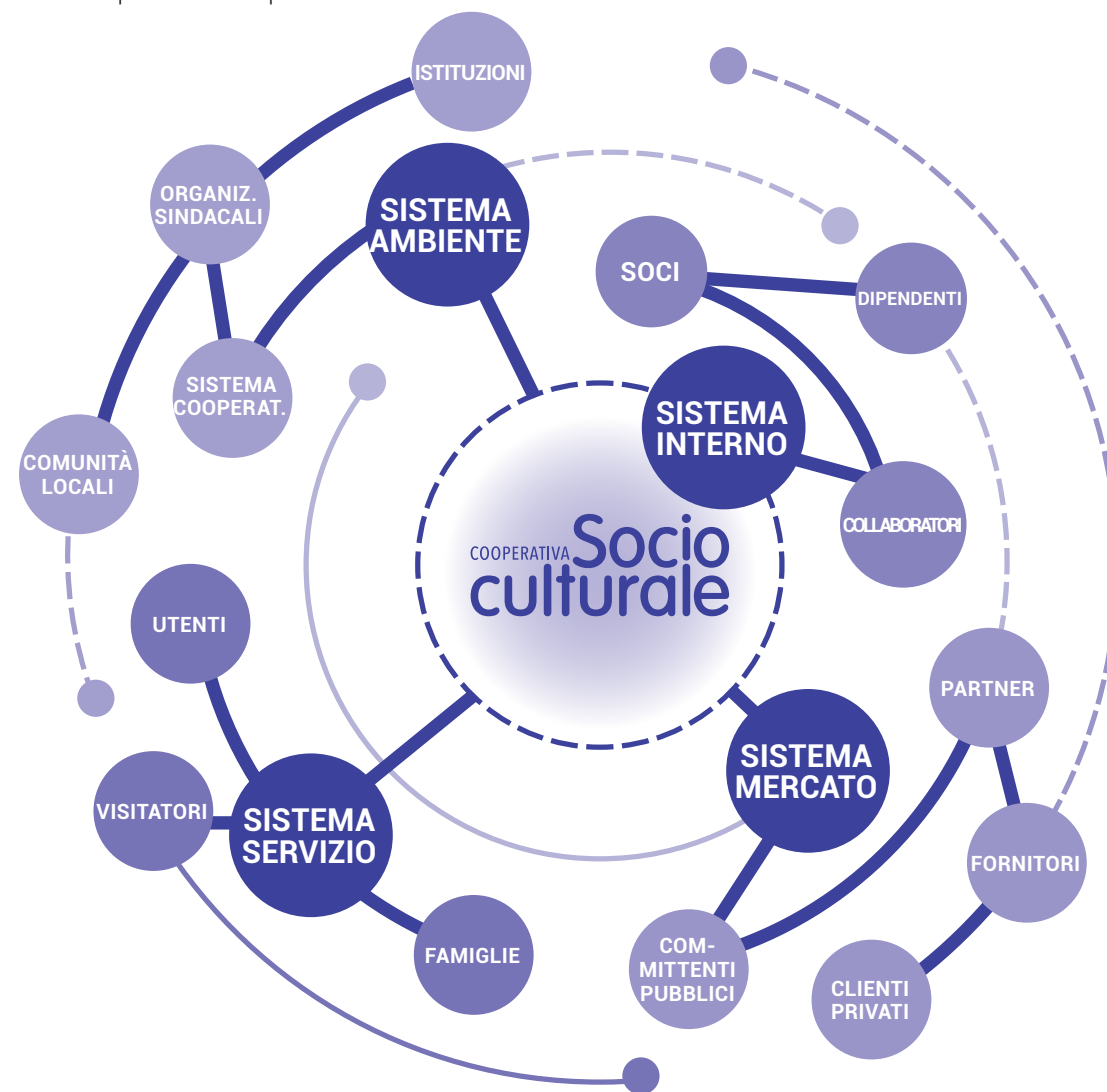 ISTITUZIONI
ORGANIZ.
SINDACALI
SISTEMA
AMBIENTE
SOCI
DIPENDENTI
SISTEMA
COOPERAT.
SISTEMA
INTERNO
COMUNITÀ
LOCALI
COLLABORATORI
COOPERATIVA Socio
culturale
UTENTI
PARTNER
SISTEMA
MERCATO
VISITATORI
SISTEMA
SERVIZIO
FORNITORI
FAMIGLIE
COM-
MITTENTI
PUBBLICI
CLIENTI
PRIVATI